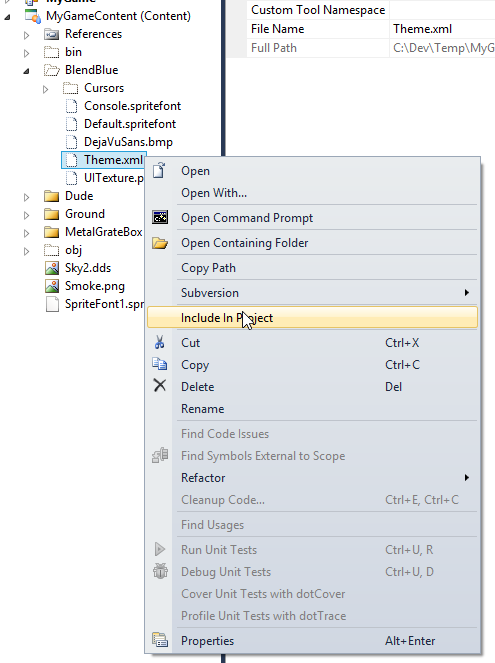 MyGame
MyGameContent (Content)
References
bin
BlendBlue
Cursors
Console.spritefont
Default.spritefont
DejaVuSans.bmp
Theme.xml
UITexture.p
Dude
Ground
MetalGrateBox
obj
Sky2.dds
Smoke.png
SpriteFont1.spr
Custom Tool Namespace
File Name Theme.xml
Full Path C:\Dev\Temp\MyG
Open
Open With...
Open Command Prompt
Open Containing Folder
Copy Path
Subversion
Include In Project
Cut Ctrl+X
Copy Ctrl+C
Delete Del
Rename
Find Code Issues
Find Symbols External to Scope
Refactor
Cleanup Code... Ctrl+E, Ctrl+C
Find Usages
Run Unit Tests Ctrl+U, R
Debug Unit Tests Ctrl+U, D
Cover Unit Tests with dotCover
Profile Unit Tests with dotTrace
Properties Alt+Enter